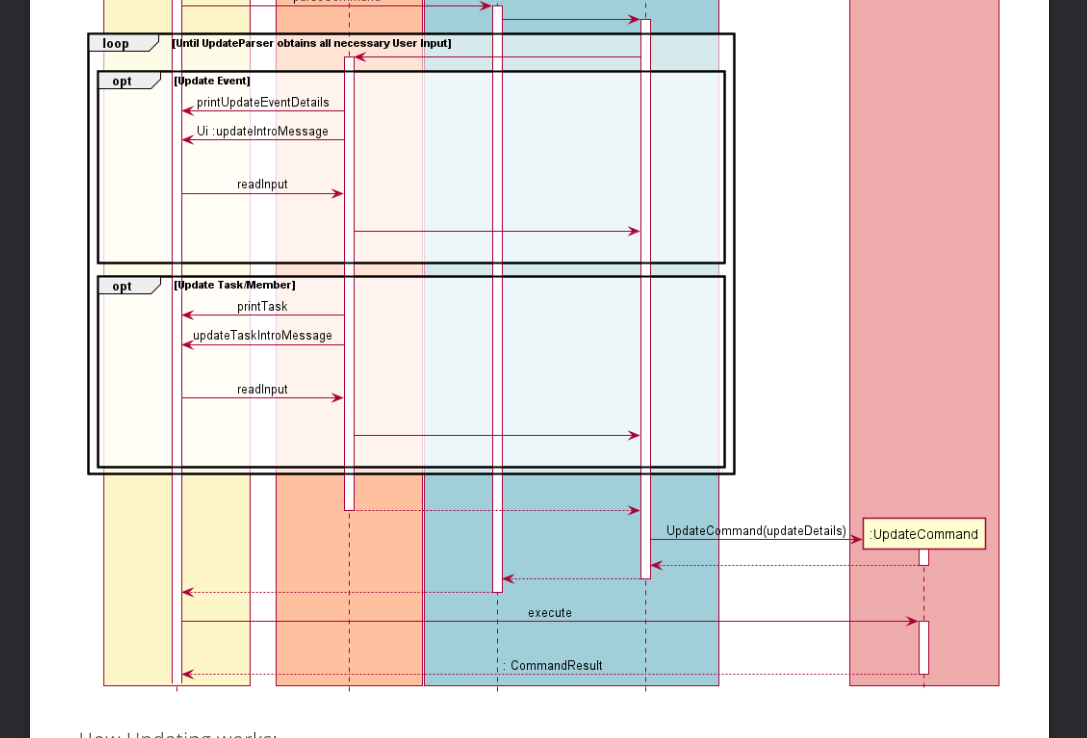 parseCommand
loop [Until UpdateParser obtains all necessary User Input]
opt [Update Event]
printUpdateEventDetails
Ui :updateIntroMessage
readInput
opt [Update Task/Member]
printTask
updateTaskIntroMessage
readInput
UpdateCommand(updateDetails)
:UpdateCommand
execute
: CommandResult
How Updating works: